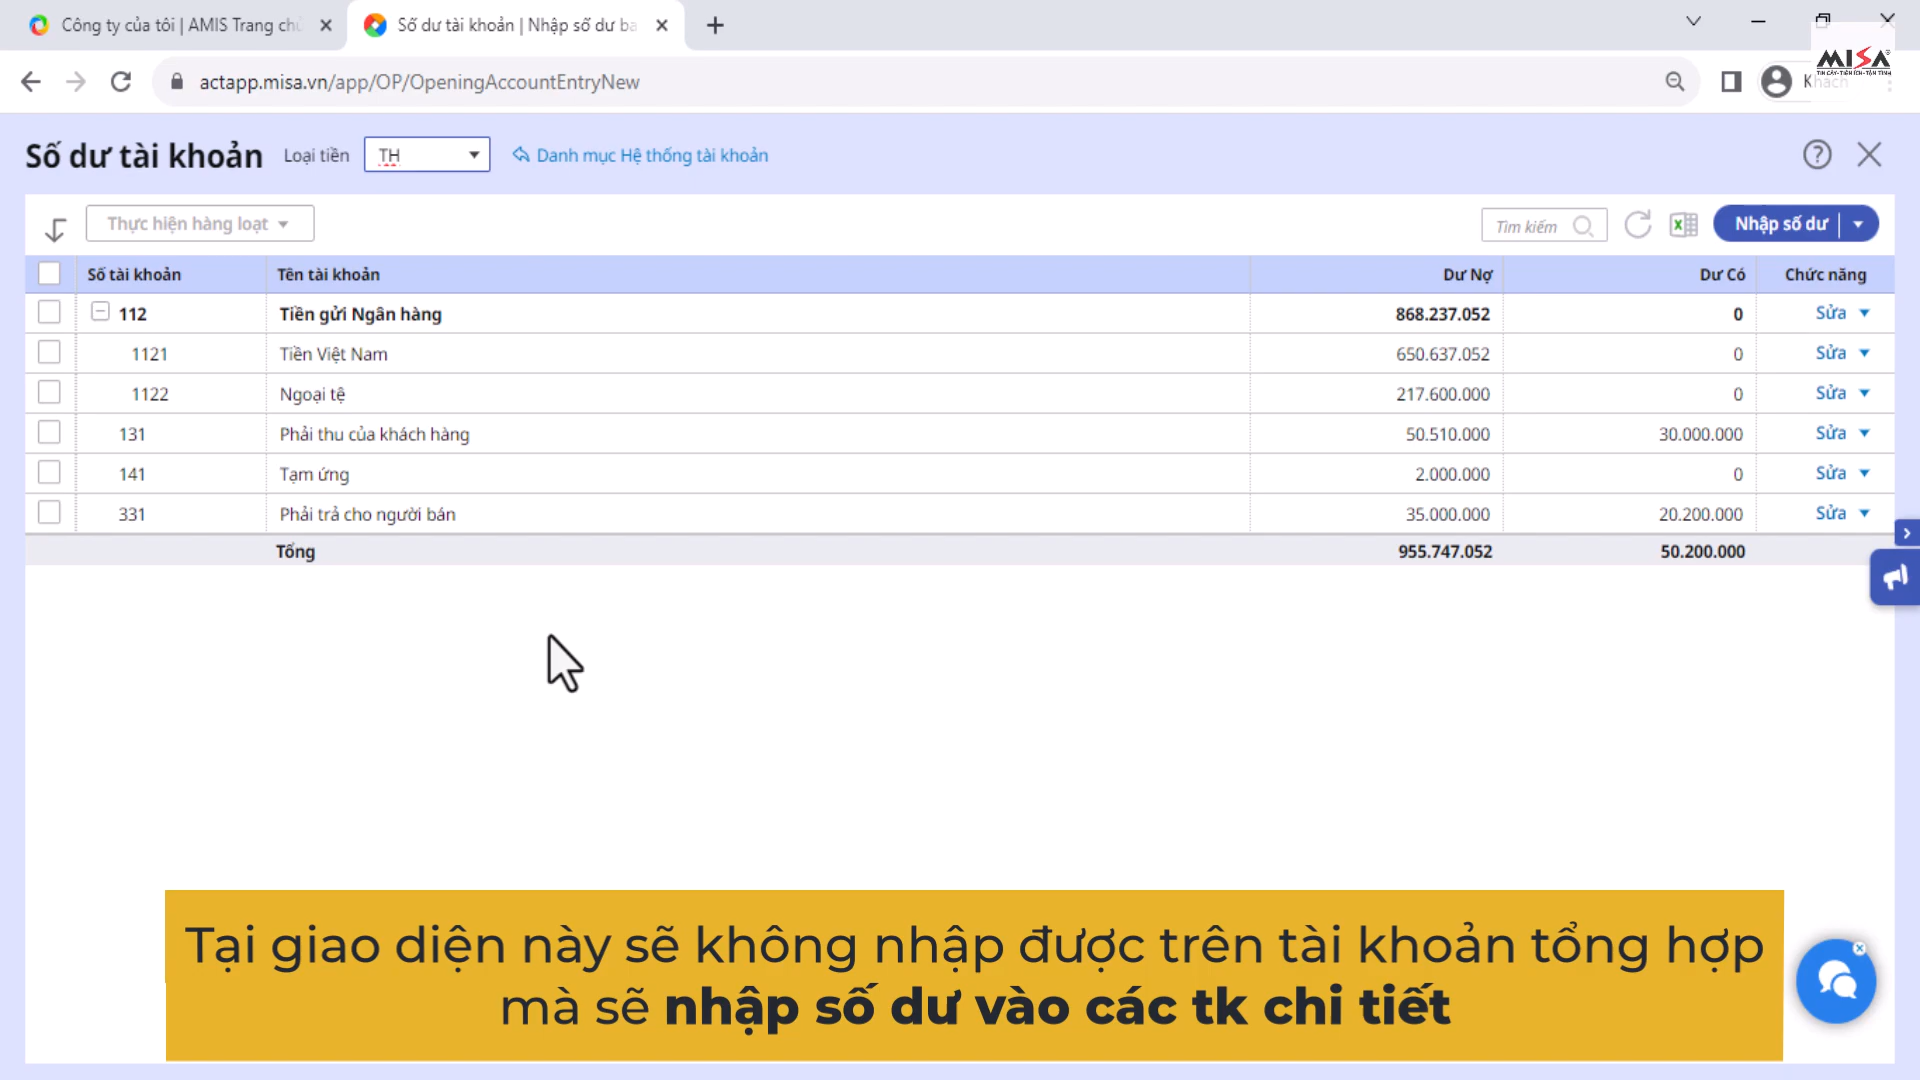 Công ty của tôi | AMIS Trang chủ
Số dư tài khoản | Nhập số dư ba
actapp.misa.vn/app/OP/OpeningAccountEntryNew
MISA
TIN CẬY - TIỆN ÍCH - TẬN TÌNH
Khách
Số dư tài khoản
Loại tiền
TH
Danh mục Hệ thống tài khoản
Thực hiện hàng loạt
Tìm kiếm
Nhập số dư
Số tài khoản Tên tài khoản Dư Nợ Dư Có Chức năng
112 Tiền gửi Ngân hàng 868.237.052 0 Sửa
1121 Tiền Việt Nam 650.637.052 0 Sửa
1122 Ngoại tệ 217.600.000 0 Sửa
131 Phải thu của khách hàng 50.510.000 30.000.000 Sửa
141 Tạm ứng 2.000.000 0 Sửa
331 Phải trả cho người bán 35.000.000 20.200.000 Sửa
Tổng 955.747.052 50.200.000
Tại giao diện này sẽ không nhập được trên tài khoản tổng hợp
mà sẽ nhập số dư vào các tk chi tiết